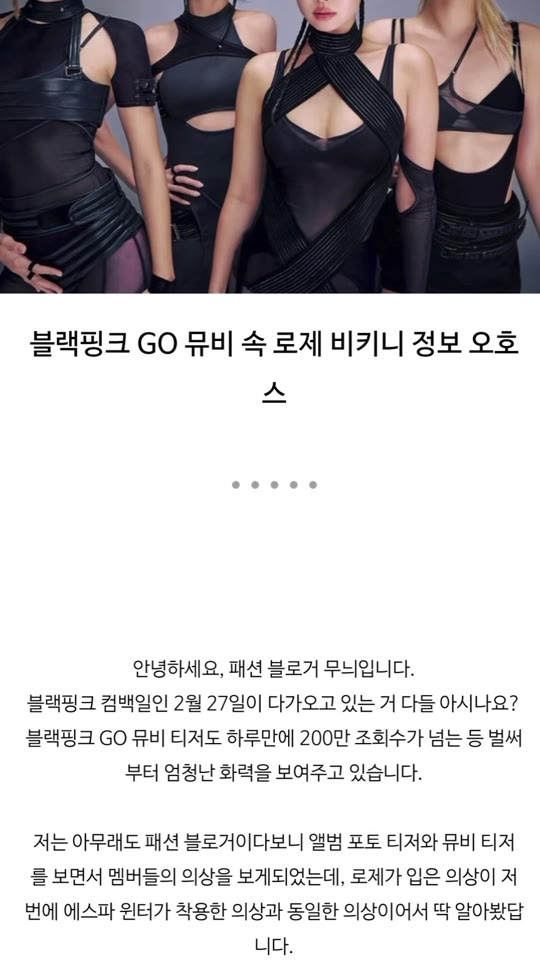 블랙핑크 GO 뮤비 속 로제 비키니 정보 오호
스
안녕하세요, 패션 블로거 무늬입니다.
블랙핑크 컴백일인 2월 27일이 다가오고 있는 거 다들 아시나요?
블랙핑크 GO 뮤비 티저도 하루만에 200만 조회수가 넘는 등 벌써
부터 엄청난 화력을 보여주고 있습니다.
저는 아무래도 패션 블로거이다보니 앨범 포토 티저와 뮤비 티저
를 보면서 멤버들의 의상을 보게되었는데, 로제가 입은 의상이 저
번에 에스파 윈터가 착용한 의상과 동일한 의상이어서 딱 알아봤답
니다.